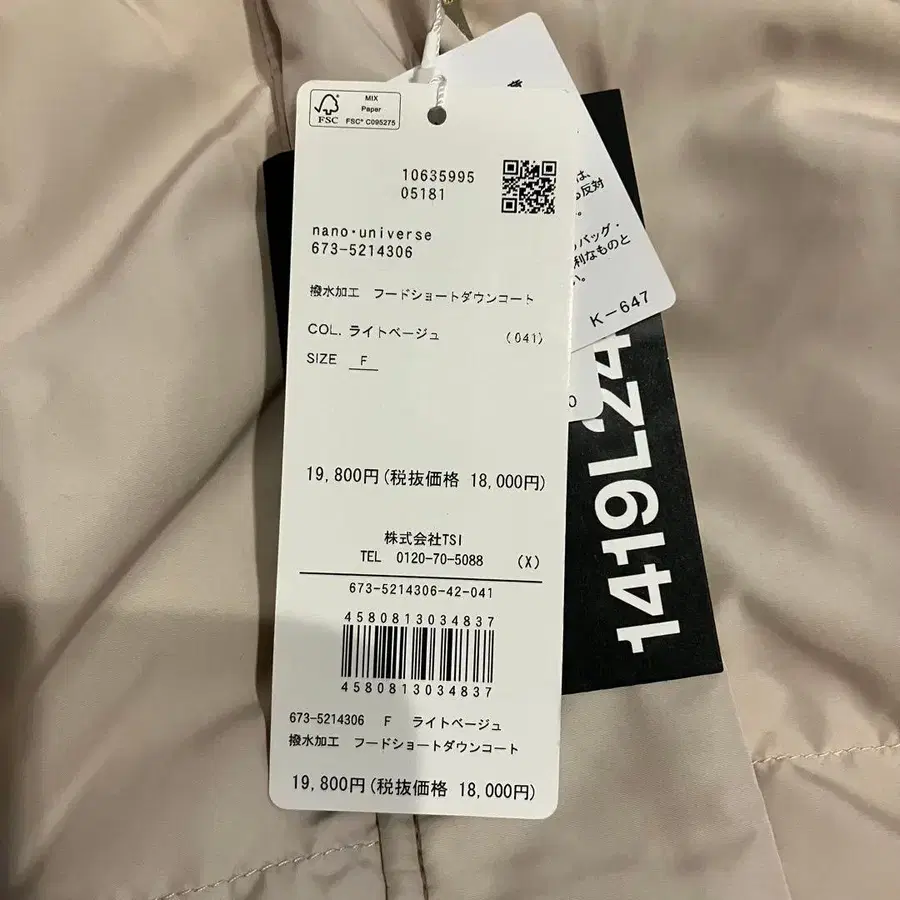 MIX
Paper
FSC
FSC® C095275
10635995
05181
nano・universe
673-5214306
撥水加工 フードショートダウンコート
COL. ライトベージュ (041)
SIZE F
19,800円(税抜価格 18,000円)
株式会社TSI
TEL 0120-70-5088 (X)
673-5214306-42-041
4580813034837
4580813034837
673-5214306 F ライトベージュ
撥水加工 フードショートダウンコート
19,800円(税抜価格 18,000円)
は、
る反対
。
バッグ・
利なものと
い。
K-647
1419L24